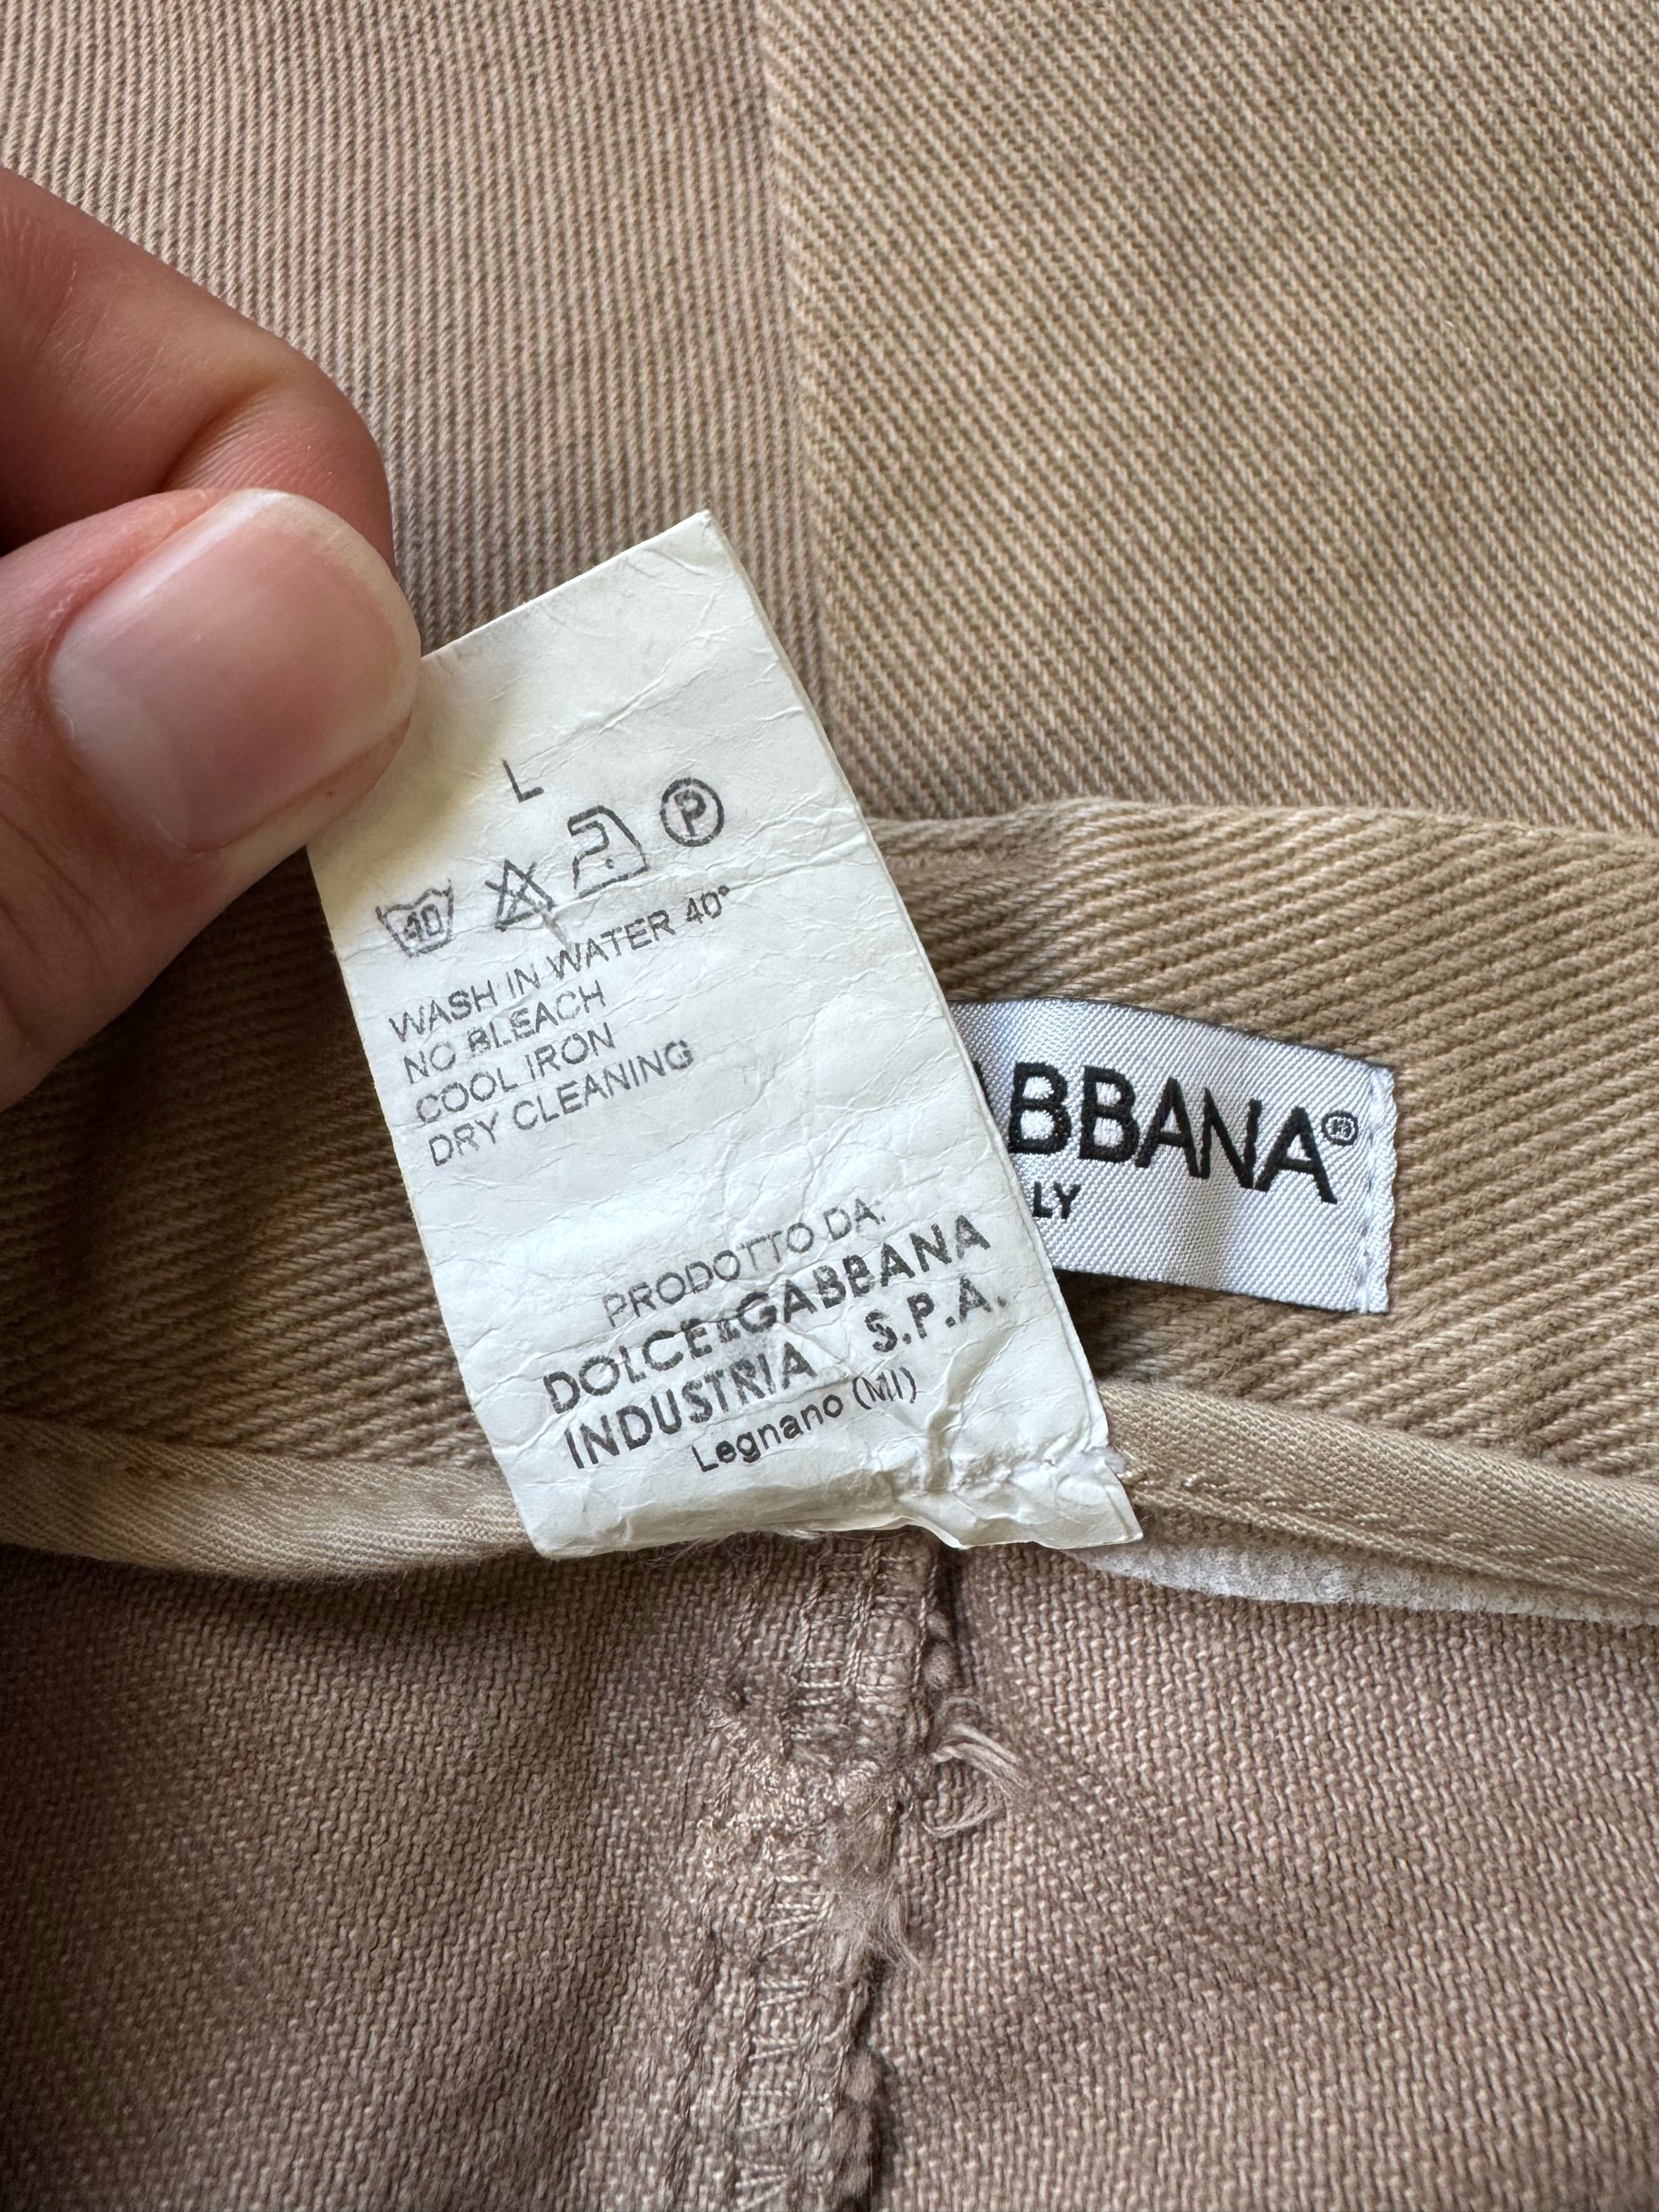 L
40
P
WASH IN WATER 40°
NO BLEACH
COOL IRON
DRY CLEANING
PRODOTTO DA:
DOLCE&GABBANA
INDUSTRIA S.P.A.
Legnano (MI)
BBANA®
LY